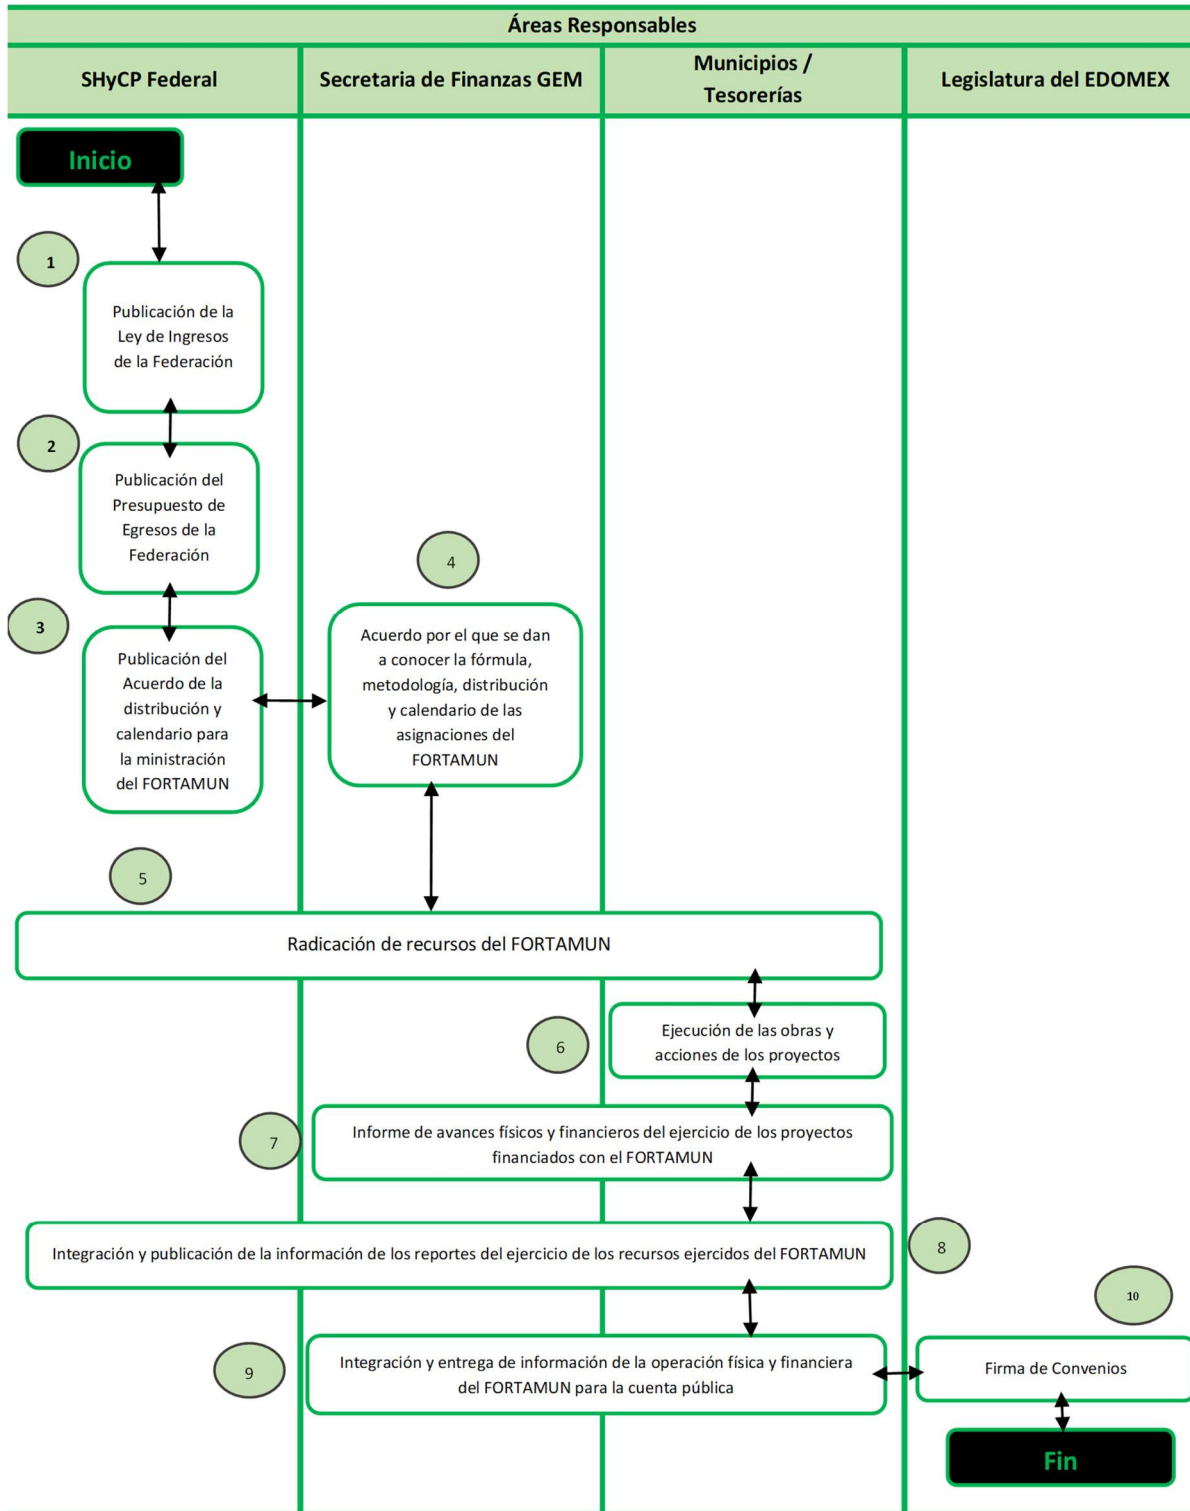 Áreas Responsables
SHyCP Federal
Secretaria de Finanzas GEM
Municipios /
Tesorerías
Legislatura del EDOMEX
Inicio
1
Publicación de la
Ley de Ingresos
de la Federación
2
Publicación del
Presupuesto de
Egresos de la
Federación
3
Publicación del
Acuerdo de la
distribución y
calendario para
la ministración
del FORTAMUN
4
Acuerdo por el que se dan
a conocer la fórmula,
metodología, distribución
y calendario de las
asignaciones del
FORTAMUN
5
Radicación de recursos del FORTAMUN
6
Ejecución de las obras y
acciones de los proyectos
7
Informe de avances físicos y financieros del ejercicio de los proyectos
financiados con el FORTAMUN
8
Integración y publicación de la información de los reportes del ejercicio de los recursos ejercidos del FORTAMUN
9
Integración y entrega de información de la operación física y financiera
del FORTAMUN para la cuenta pública
10
Firma de Convenios
Fin